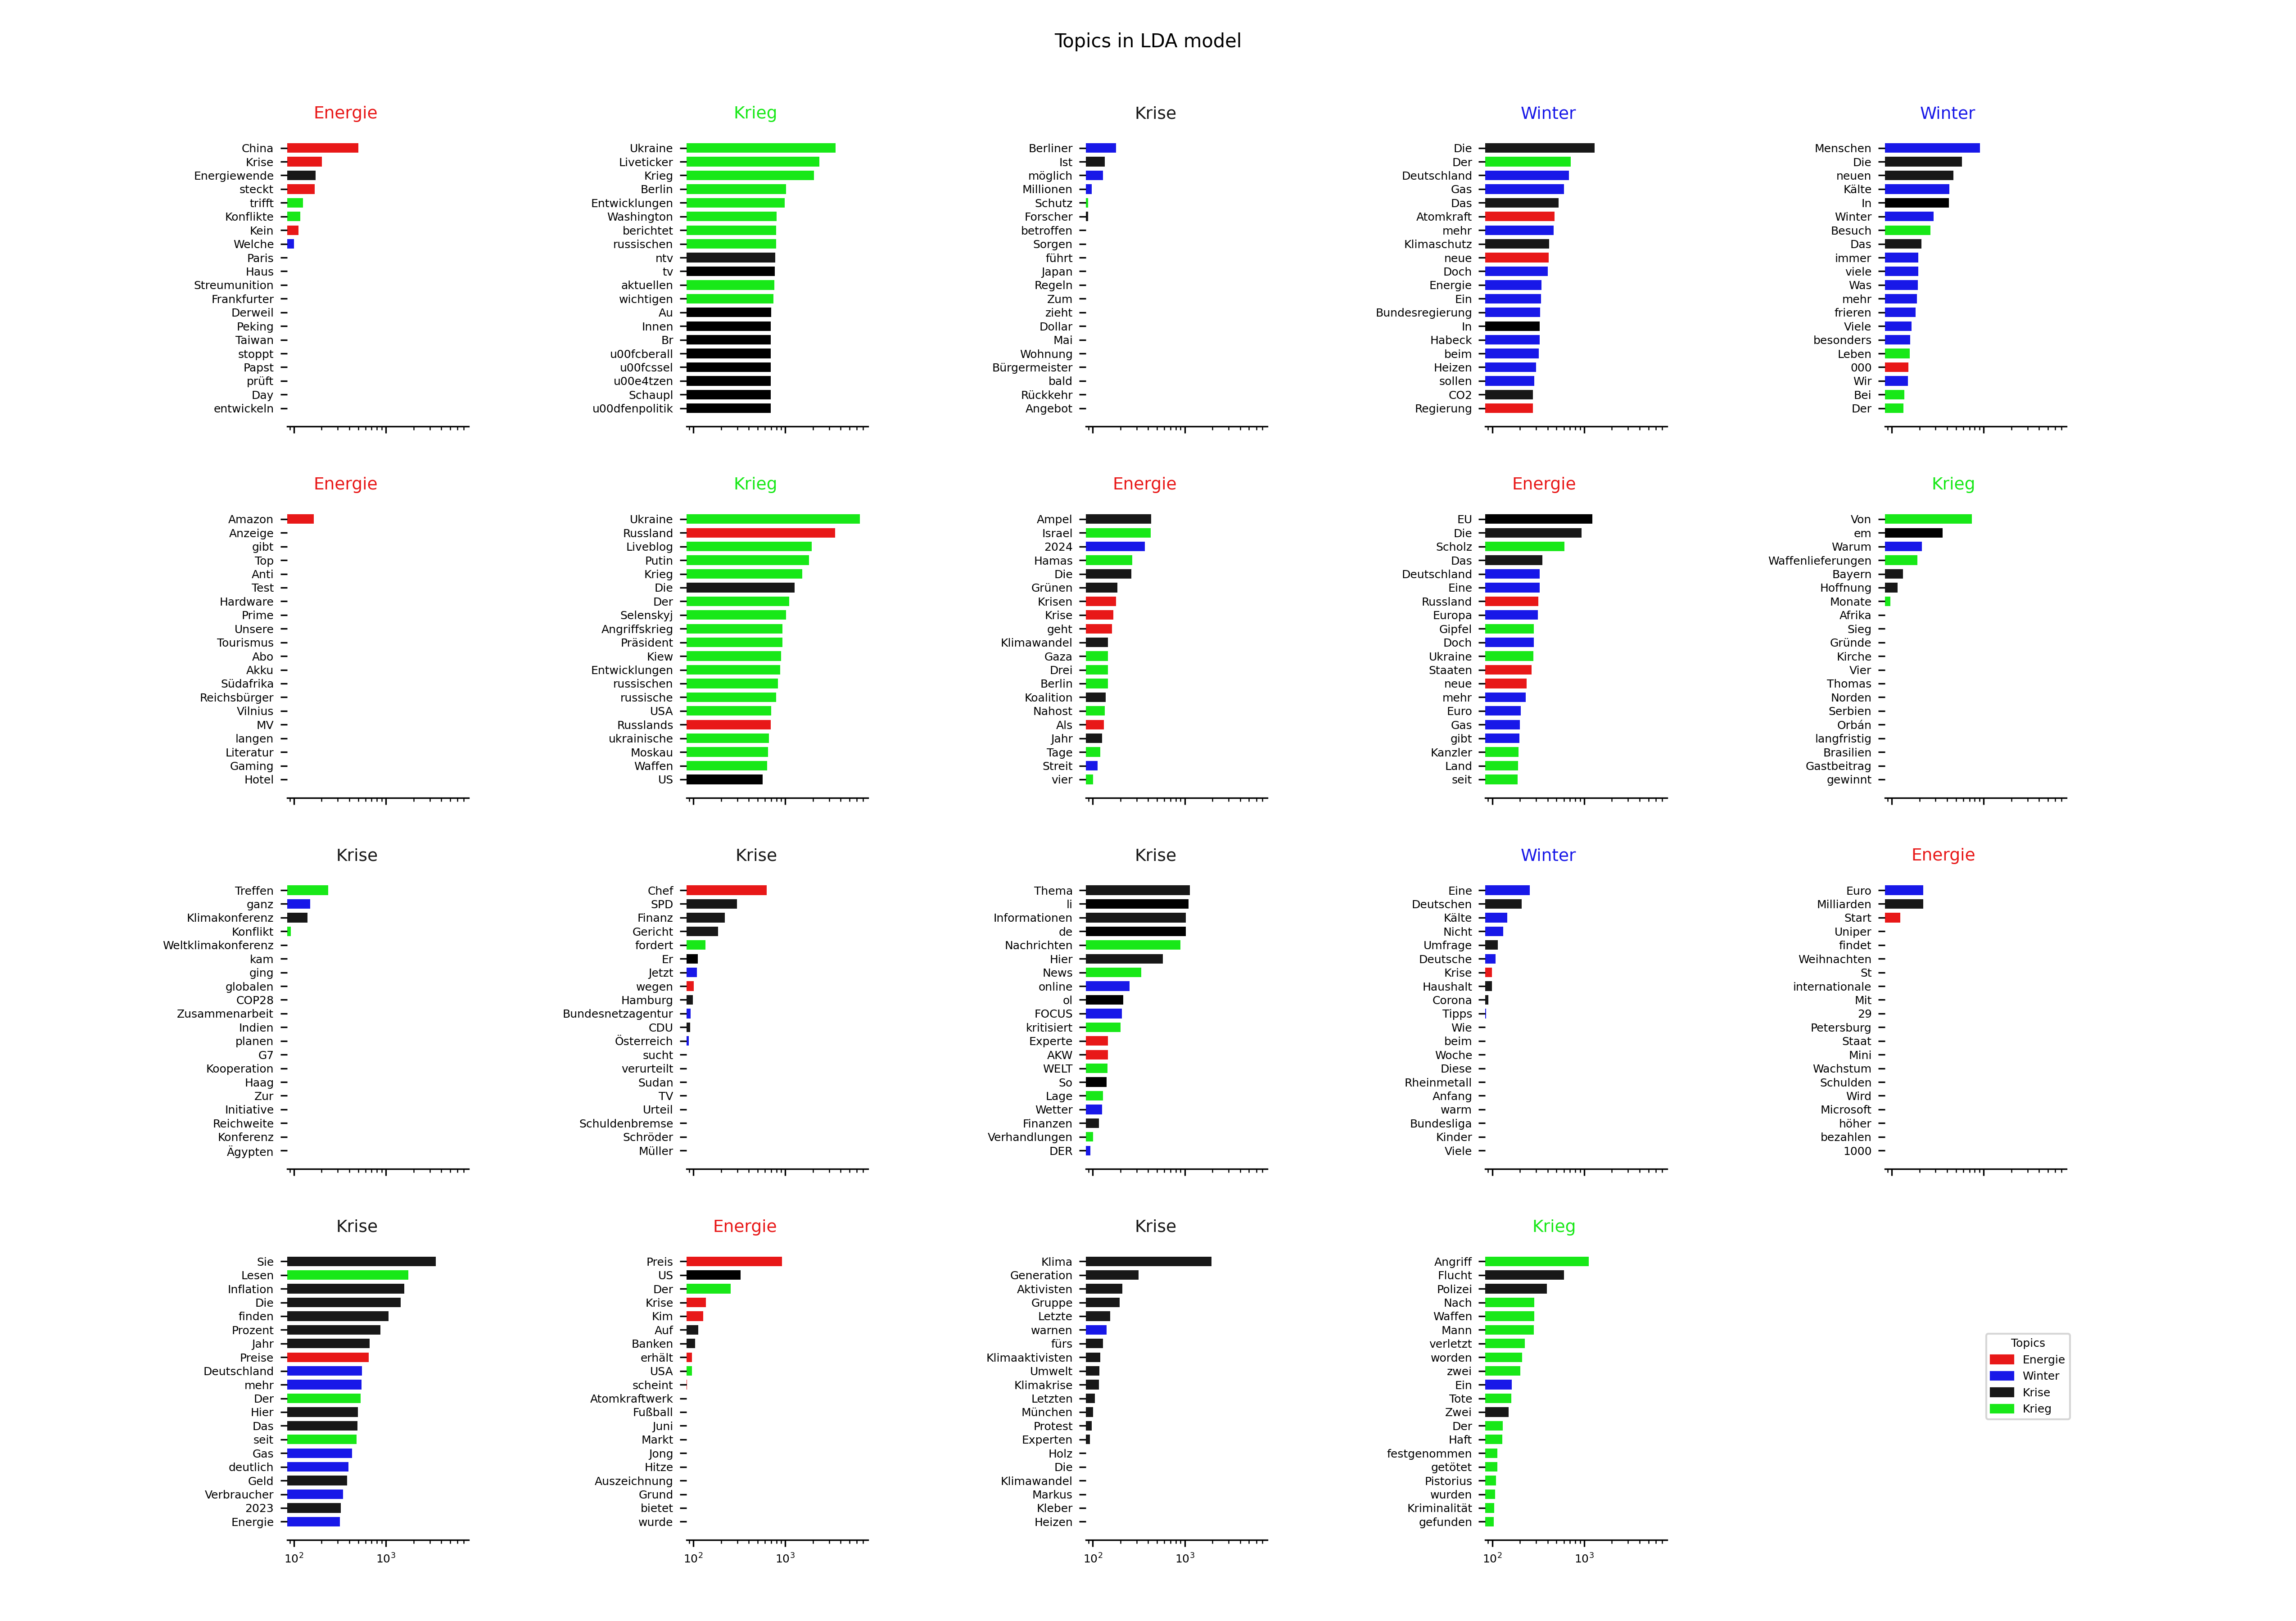 Topics in LDA model
Energie
China
Krise
Energiewende
steckt
trifft
Konflikte
Kein
Welche
Paris
Haus
Streumunition
Frankfurter
Derweil
Peking
Taiwan
stoppt
Papst
prüft
Day
entwickeln
Krieg
Ukraine
Liveticker
Krieg
Berlin
Entwicklungen
Washington
berichtet
russischen
ntv
tv
aktuellen
wichtigen
Au
Innen
Br
u00fcberall
u00fcssel
u00e4tzen
Schaupl
u00dfenpolitik
Krise
Berliner
Ist
möglich
Millionen
Schutz
Forscher
betroffen
Sorgen
führt
Japan
Regeln
Zum
zieht
Dollar
Mai
Wohnung
Bürgermeister
bald
Rückkehr
Angebot
Winter
Die
Der
Deutschland
Gas
Das
Atomkraft
mehr
Klimaschutz
neue
Doch
Energie
Ein
Bundesregierung
In
Habeck
beim
Heizen
sollen
CO2
Regierung
Winter
Menschen
Die
neuen
Kälte
In
Winter
Besuch
Das
immer
viele
Was
mehr
frieren
Viele
besonders
Leben
000
Wir
Bei
Der
Energie
Amazon
Anzeige
gibt
Top
Anti
Test
Hardware
Prime
Unsere
Tourismus
Abo
Akku
Südafrika
Reichsbürger
Vilnius
MV
langen
Literatur
Gaming
Hotel
Krieg
Ukraine
Russland
Liveblog
Putin
Krieg
Die
Der
Selenskyj
Angriffskrieg
Präsident
Kiew
Entwicklungen
russischen
russische
USA
Russlands
ukrainische
Moskau
Waffen
US
Energie
Ampel
Israel
2024
Hamas
Die
Grünen
Krisen
Krise
geht
Klimawandel
Gaza
Drei
Berlin
Koalition
Nahost
Als
Jahr
Tage
Streit
vier
Energie
EU
Die
Scholz
Das
Deutschland
Eine
Russland
Europa
Gipfel
Doch
Ukraine
Staaten
neue
mehr
Euro
Gas
gibt
Kanzler
Land
seit
Krieg
Von
em
Warum
Waffenlieferungen
Bayern
Hoffnung
Monate
Afrika
Sieg
Gründe
Kirche
Vier
Thomas
Norden
Serbien
Orbán
langfristig
Brasilien
Gastbeitrag
gewinnt
Krise
Treffen
ganz
Klimakonferenz
Konflikt
Weltklimakonferenz
kam
ging
globalen
COP28
Zusammenarbeit
Indien
planen
G7
Kooperation
Haag
Zur
Initiative
Reichweite
Konferenz
Ägypten
Krise
Chef
SPD
Finanz
Gericht
fordert
Er
Jetzt
wegen
Hamburg
Bundesnetzagentur
CDU
Österreich
sucht
verurteilt
Sudan
TV
Urteil
Schuldenbremse
Schröder
Müller
Krise
Thema
li
Informationen
de
Nachrichten
Hier
News
online
ol
FOCUS
kritisiert
Experte
AKW
WELT
So
Lage
Wetter
Finanzen
Verhandlungen
DER
Winter
Eine
Deutschen
Kälte
Nicht
Umfrage
Deutsche
Krise
Haushalt
Corona
Tipps
Wie
beim
Woche
Diese
Rheinmetall
Anfang
warm
Bundesliga
Kinder
Viele
Energie
Euro
Milliarden
Start
Uniper
findet
Weihnachten
St
internationale
Mit
29
Petersburg
Staat
Mini
Wachstum
Schulden
Wird
Microsoft
höher
bezahlen
1000
Krise
Sie
Lesen
Inflation
Die
finden
Prozent
Jahr
Preise
Deutschland
mehr
Der
Hier
Das
seit
Gas
deutlich
Geld
Verbraucher
2023
Energie
10² 10³
Energie
Preis
US
Der
Krise
Kim
Auf
Banken
erhält
USA
scheint
Atomkraftwerk
Fußball
Juni
Markt
Jong
Hitze
Auszeichnung
Grund
bietet
wurde
10² 10³
Krise
Klima
Generation
Aktivisten
Gruppe
Letzte
warnen
fürs
Klimaaktivisten
Umwelt
Klimakrise
Letzten
München
Protest
Experten
Holz
Die
Klimawandel
Markus
Kleber
Heizen
10² 10³
Krieg
Angriff
Flucht
Polizei
Nach
Waffen
Mann
verletzt
worden
zwei
Ein
Tote
Zwei
Der
Haft
festgenommen
getötet
Pistorius
wurden
Kriminalität
gefunden
10² 10³
Topics
Energie
Winter
Krise
Krieg